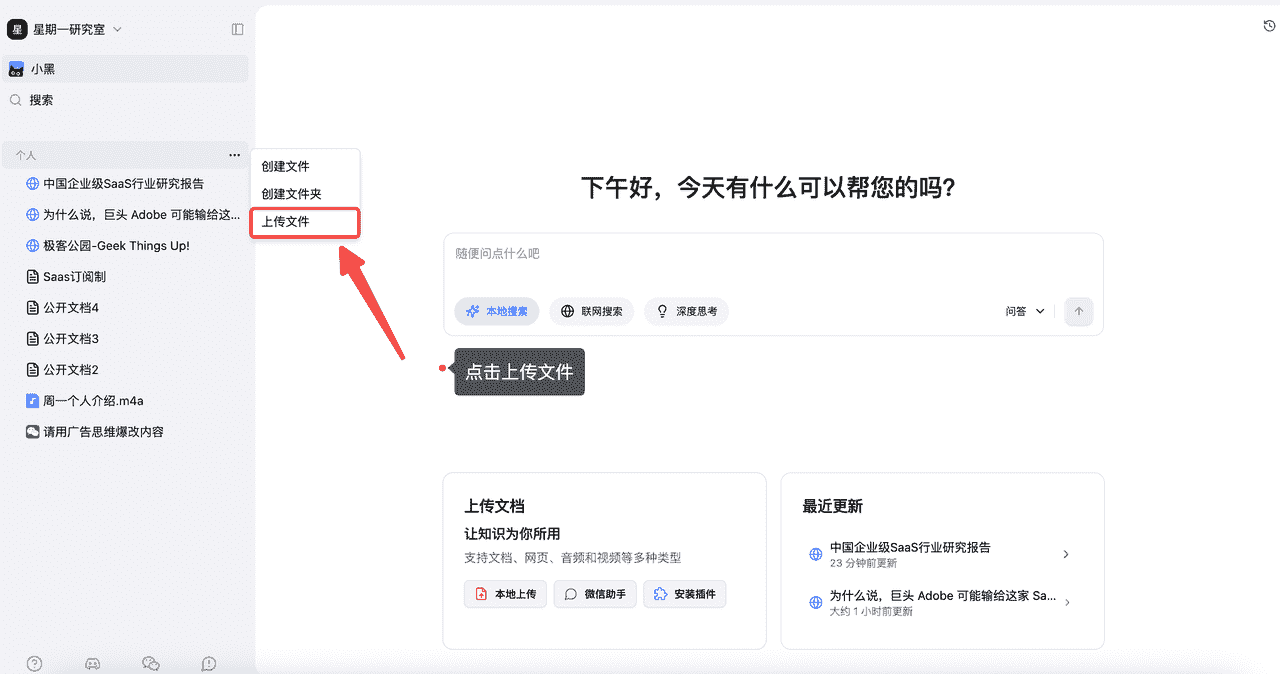 星 星期一研究室
小黑
搜索
个人
中国企业级SaaS行业研究报告
为什么说，巨头 Adobe 可能输给这...
极客公园-Geek Things Up!
Saas订阅制
公开文档4
公开文档3
公开文档2
周一个人介绍.m4a
请用广告思维爆改内容
创建文件
创建文件夹
上传文件
下午好，今天有什么可以帮您的吗?
随便问点什么吧
本地搜索
联网搜索
深度思考
问答
点击上传文件
上传文档
让知识为你所用
支持文档、网页、音频和视频等多种类型
本地上传
微信助手
安装插件
最近更新
中国企业级SaaS行业研究报告
23 分钟前更新
为什么说，巨头 Adobe 可能输给这家 Sa...
大约 1 小时前更新